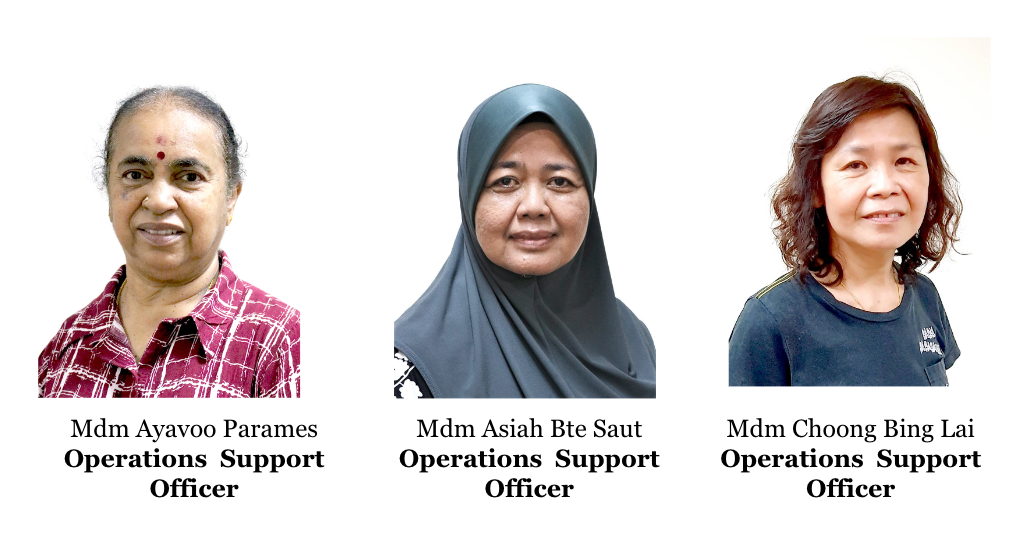 Mdm Ayavoo Parames
Operations Support
Officer
Mdm Asiah Bte Saut
Operations Support
Officer
Mdm Choong Bing Lai
Operations Support
Officer